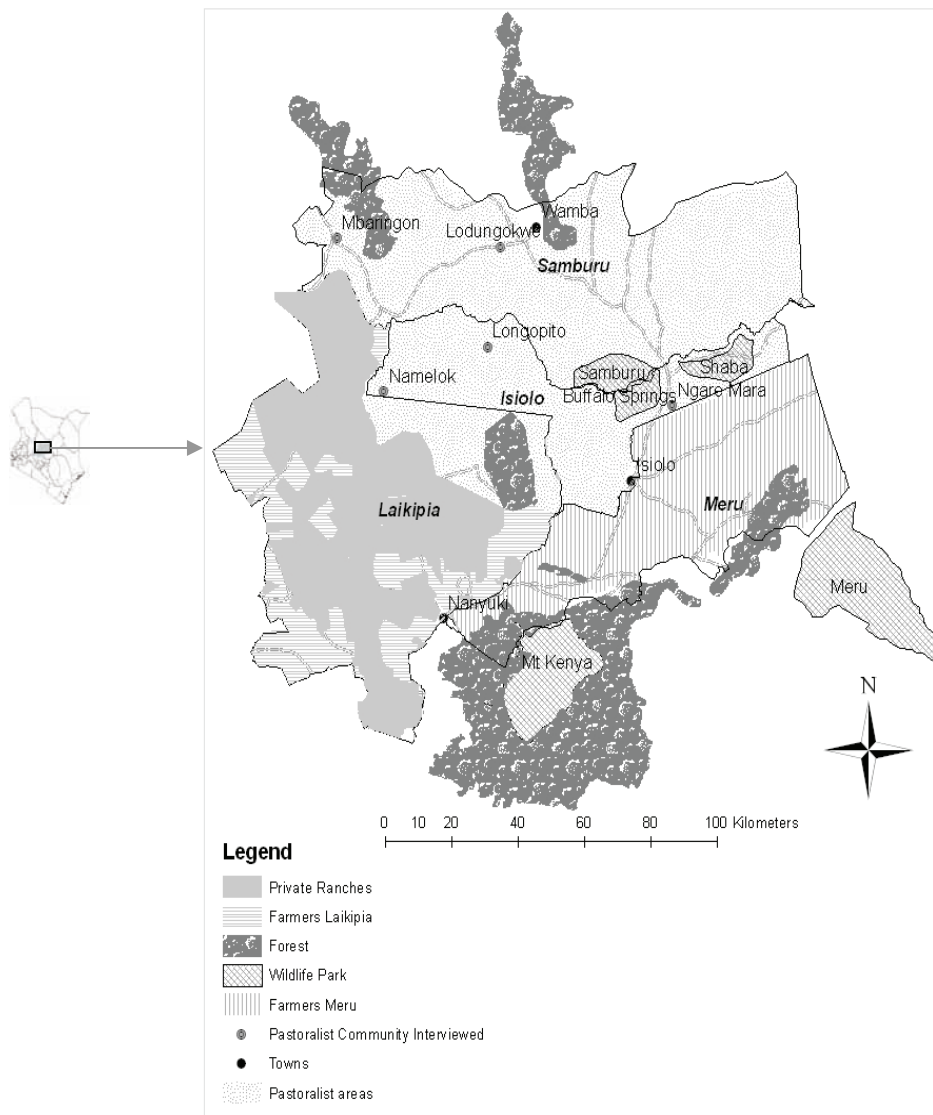 Wamba
Mbaringon
Lodungokwe
Samburu
Longopito
Samburu
Shaba
Namelok
Buffalo Springs
Ngare Mara
Isiolo
Isiolo
Laikipia
Meru
Meru
Nanyuki
Mt Kenya
N
0 10 20 40 60 80 100 Kilometers
Legend
Private Ranches
Farmers Laikipia
Forest
Wildlife Park
Farmers Meru
Pastoralist Community Interviewed
Towns
Pastoralist areas